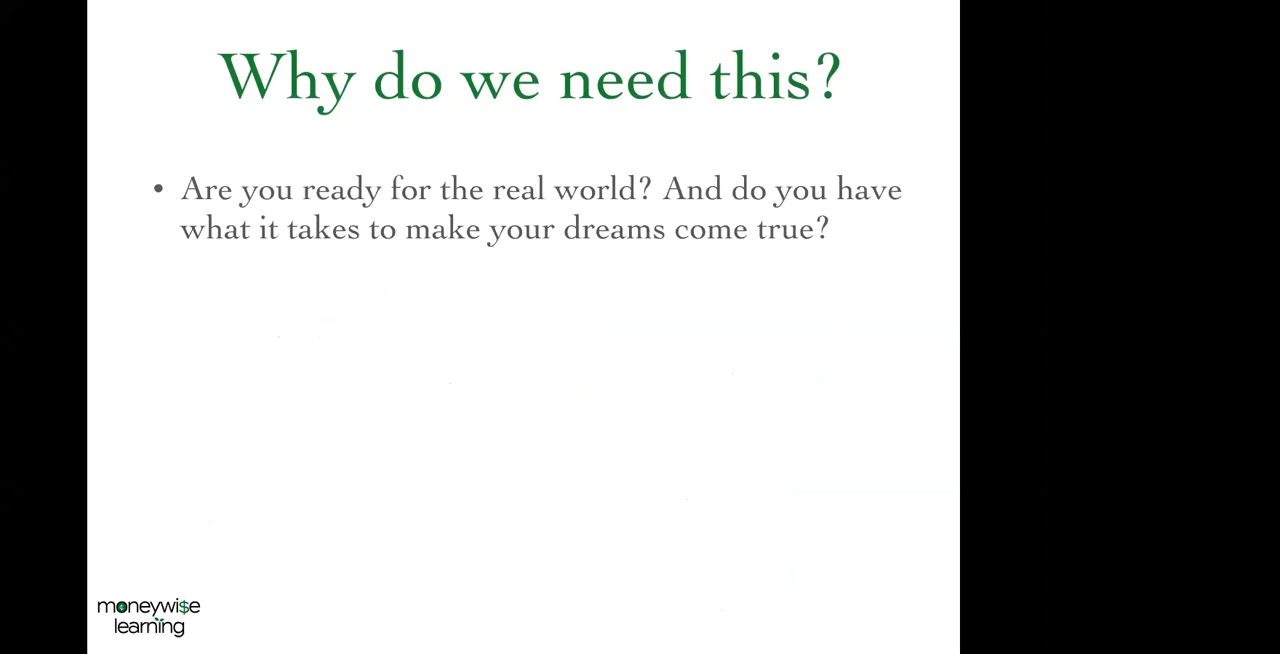 Why do we need this?
• Are you ready for the real world? And do you have
what it takes to make your dreams come true?
moneywi$e
learning